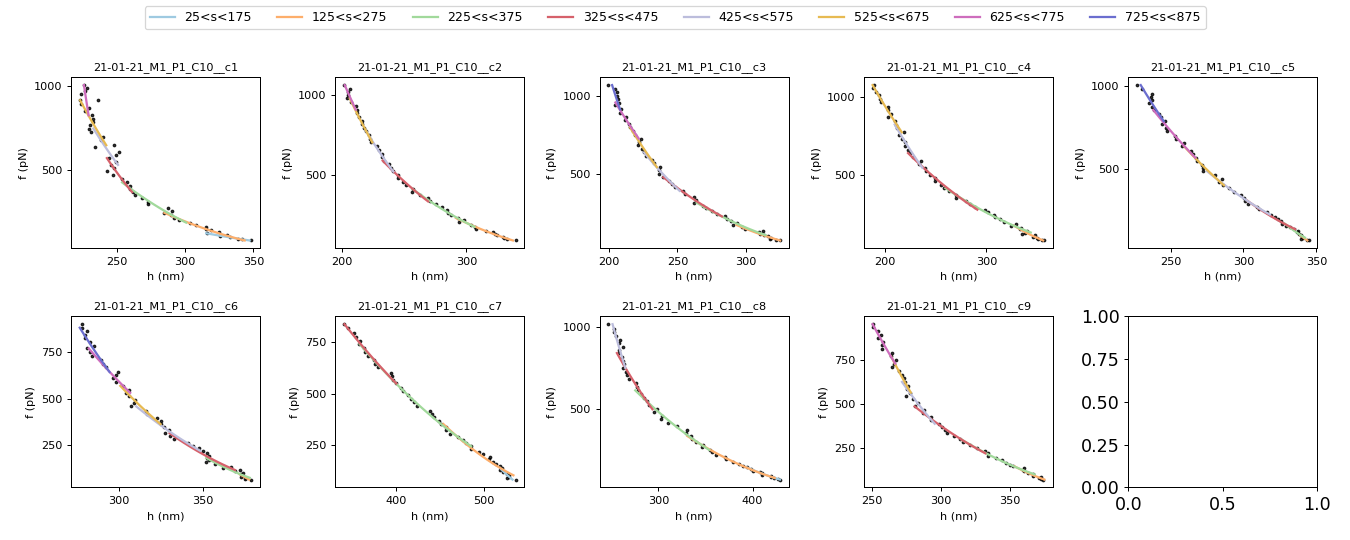 25<s<175 125<s<275 225<s<375 325<s<475 425<s<575 525<s<675 625<s<775 725<s<875
21-01-21_M1_P1_C10__c1 21-01-21_M1_P1_C10__c2 21-01-21_M1_P1_C10__c3 21-01-21_M1_P1_C10__c4 21-01-21_M1_P1_C10__c5
f (pN) 1000 500 f (pN) 1000 500 f (pN) 1000 500 f (pN) 1000 500 f (pN) 1000 500
250 300 350 200 300 200 250 300 200 300 250 300 350
h (nm) h (nm) h (nm) h (nm) h (nm)
21-01-21_M1_P1_C10__c6 21-01-21_M1_P1_C10__c7 21-01-21_M1_P1_C10__c8 21-01-21_M1_P1_C10__c9
f (pN) 750 500 250 f (pN) 750 500 250 f (pN) 1000 500 f (pN) 750 500 250 1.00 0.75 0.50 0.25 0.00
300 350 400 500 300 400 250 300 350 0.0 0.5 1.0
h (nm) h (nm) h (nm) h (nm)